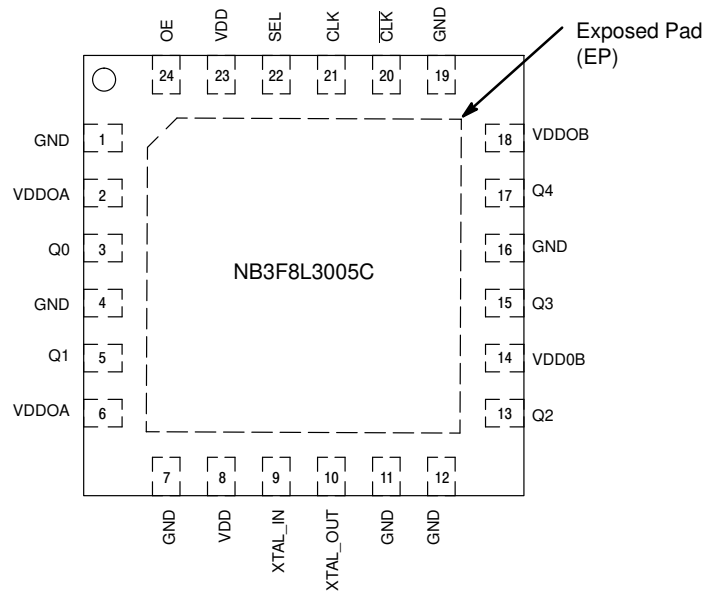 OE VDD SEL CLK CLK GND
24 23 22 21 20 19
Exposed Pad
(EP)
GND 1
VDDOA 2
Q0 3
GND 4
Q1 5
VDDOA 6
NB3F8L3005C
18 VDDOB
17 Q4
16 GND
15 Q3
14 VDD0B
13 Q2
7 8 9 10 11 12
GND VDD XTAL_IN XTAL_OUT GND GND